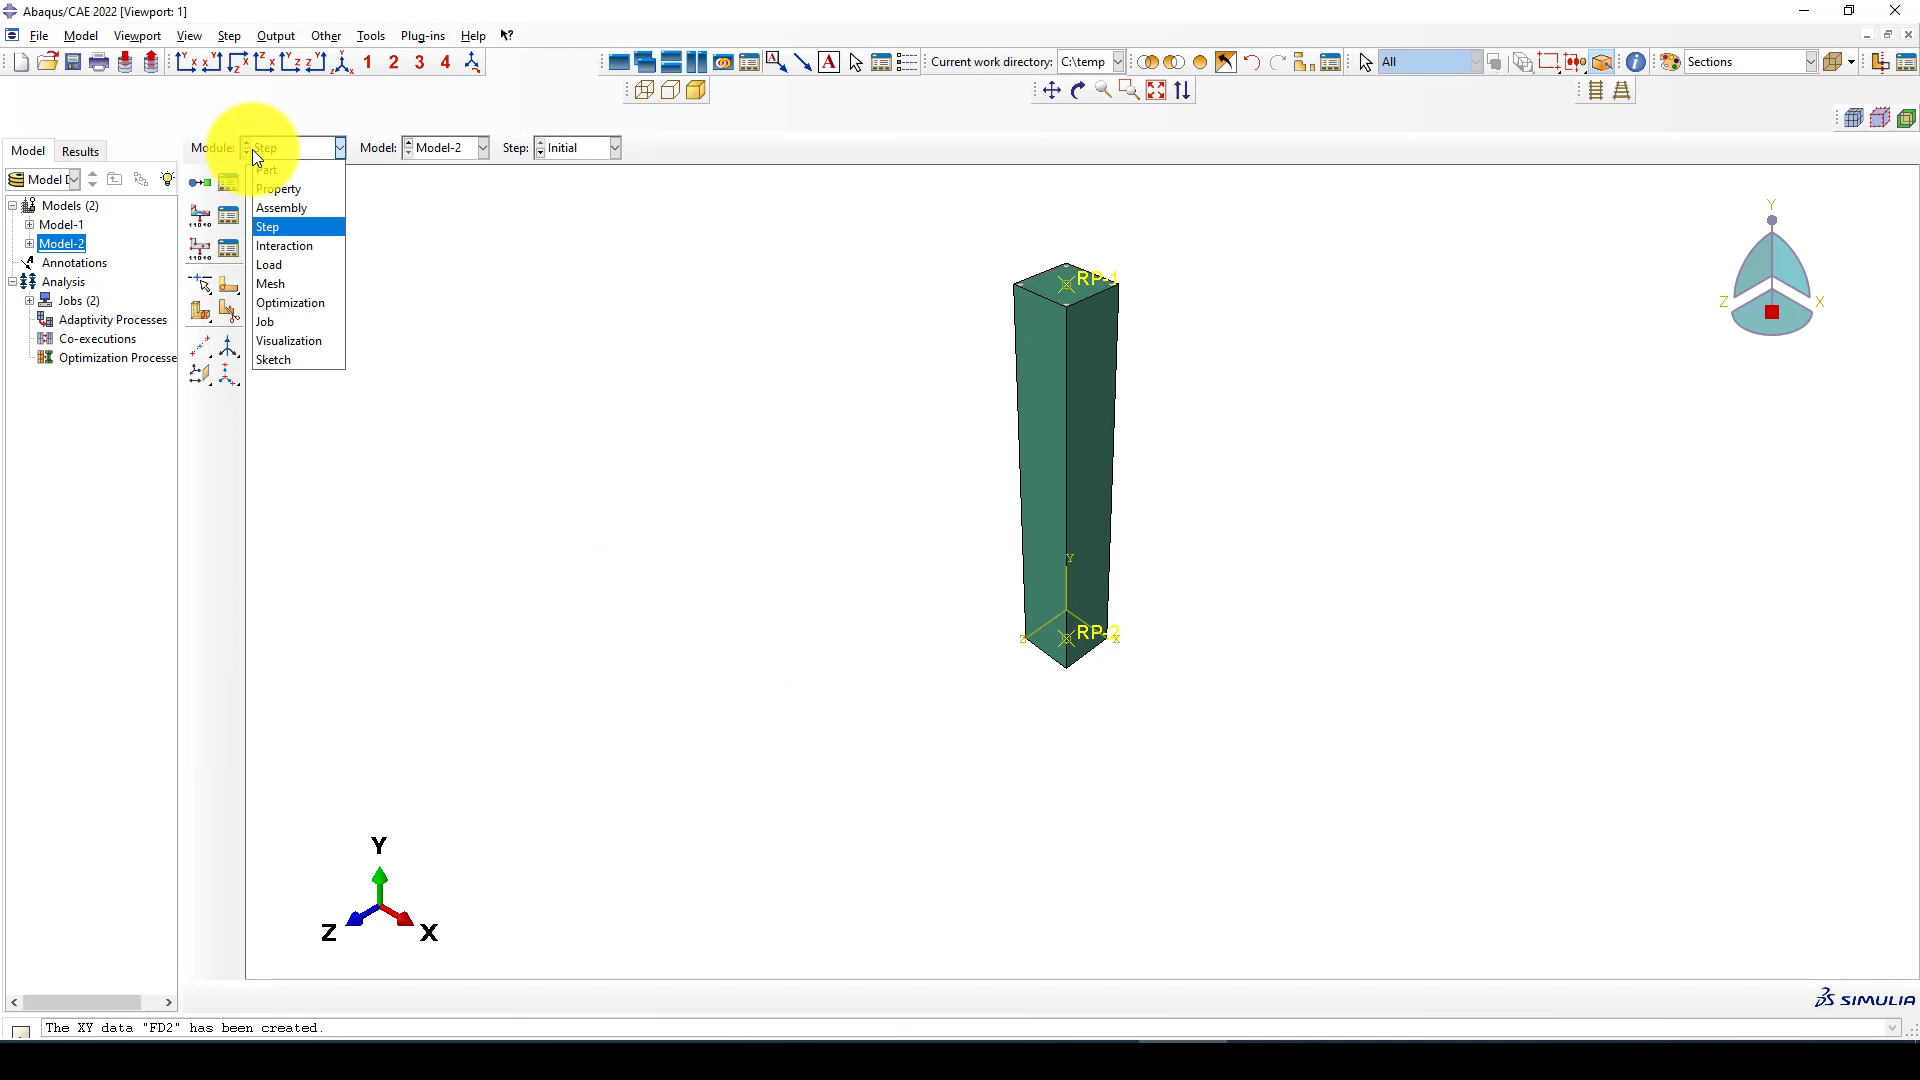 Abaqus/CAE 2022 [Viewport: 1]
File Model Viewport View Step Output Other Tools Plug-ins Help
1 2 3 4
Current work directory: C:\temp
All
Sections
Model Results
Module: Step Model: Model-2 Step: Initial
Model
Models (2)
Model-1
Model-2
Annotations
Analysis
Jobs (2)
Adaptivity Processes
Co-executions
Optimization Processe
Part
Property
Assembly
Step
Interaction
Load
Mesh
Optimization
Job
Visualization
Sketch
RP-1
Y
RP-2
Z X
Y
Z X
Y
Z X
SIMULIA
The XY data "FD2" has been created.